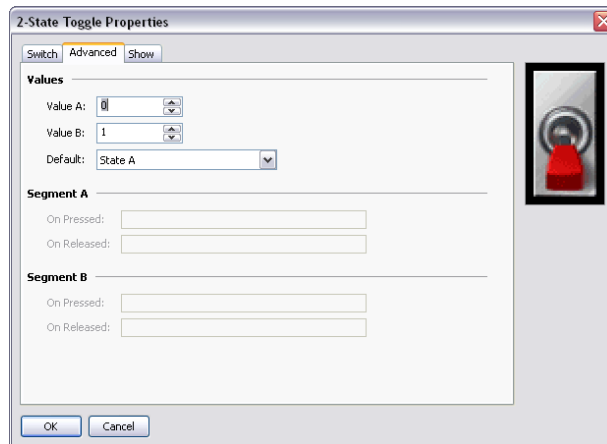 2-State Toggle Properties
Switch Advanced Show
Values
Value A: 0
Value B: 1
Default: State A
Segment A
On Pressed:
On Released:
Segment B
On Pressed:
On Released:
OK Cancel